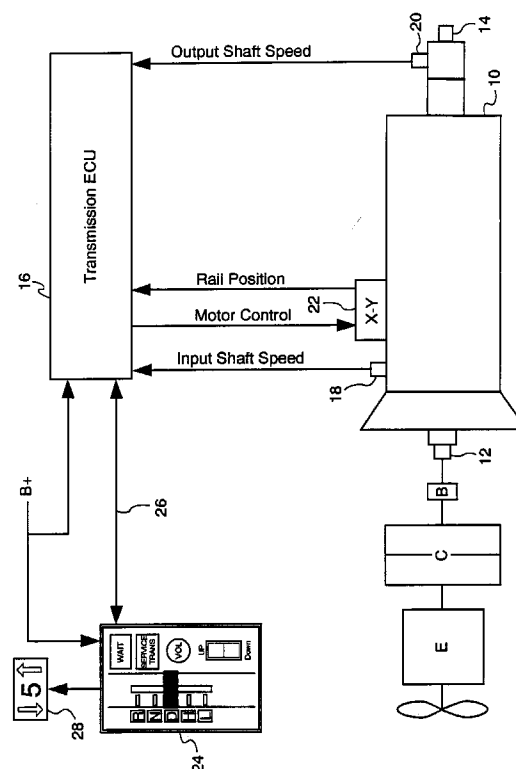 Output Shaft Speed
20
14
10
16
Transmission ECU
Rail Position
22
X-Y
Motor Control
Input Shaft Speed
18
12
B+
26
B
C
E
5
28
WAIT
SERVICE
TRANS
VOL
UP
Down
R
N
D
H
L
24